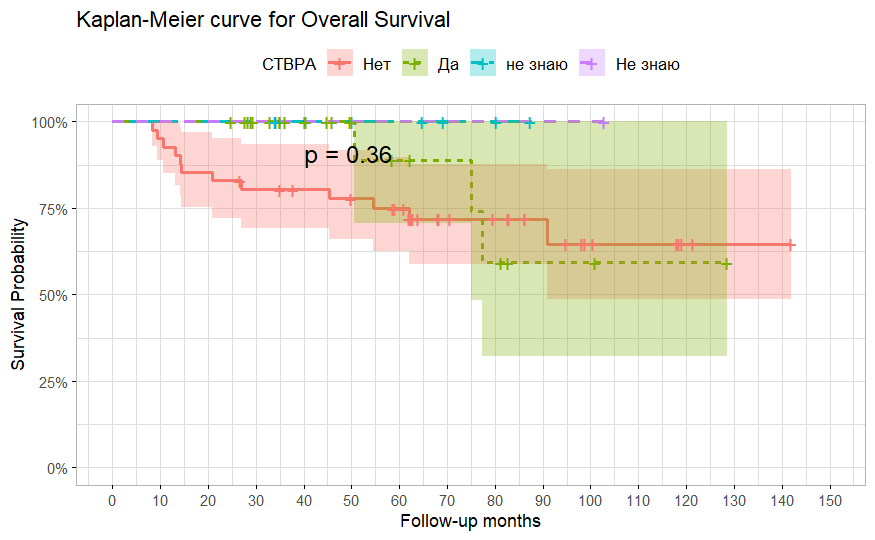 Kaplan-Meier curve for Overall Survival
СТВРА Нет Да не знаю Не знаю
100%
p = 0.36
75%
50%
25%
0%
Survival Probability
0 10 20 30 40 50 60 70 80 90 100 110 120 130 140 150
Follow-up months